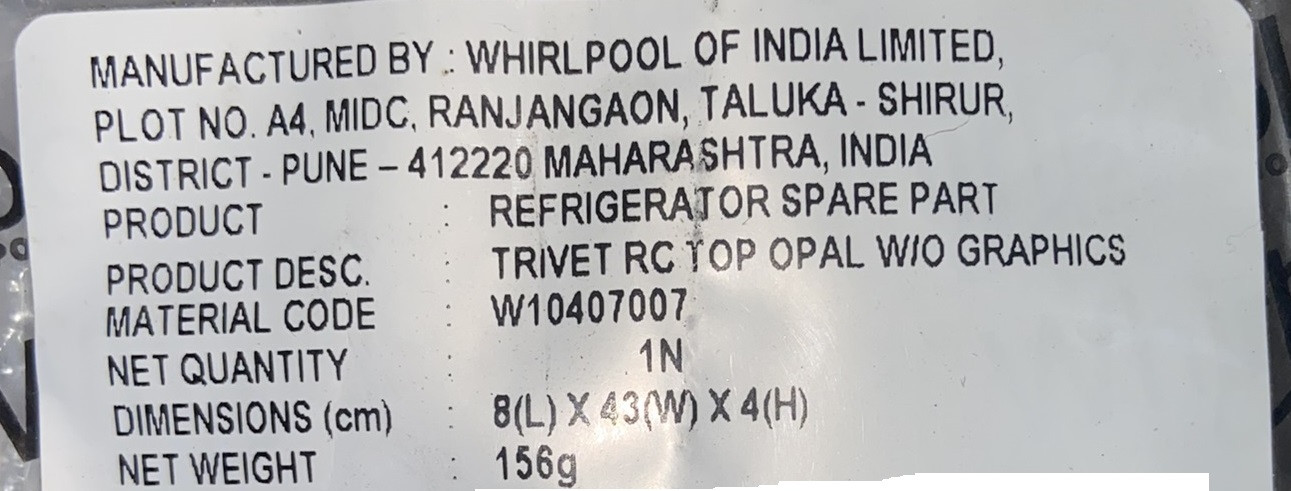 MANUFACTURED BY : WHIRLPOOL OF INDIA LIMITED,
PLOT NO. A4, MIDC, RANJANGAON, TALUKA - SHIRUR,
DISTRICT - PUNE – 412220 MAHARASHTRA, INDIA
PRODUCT : REFRIGERATOR SPARE PART
PRODUCT DESC. : TRIVET RC TOP OPAL W/O GRAPHICS
MATERIAL CODE : W10407007
NET QUANTITY : 1N
DIMENSIONS (cm) : 8(L) X 43(W) X 4(H)
NET WEIGHT : 156g